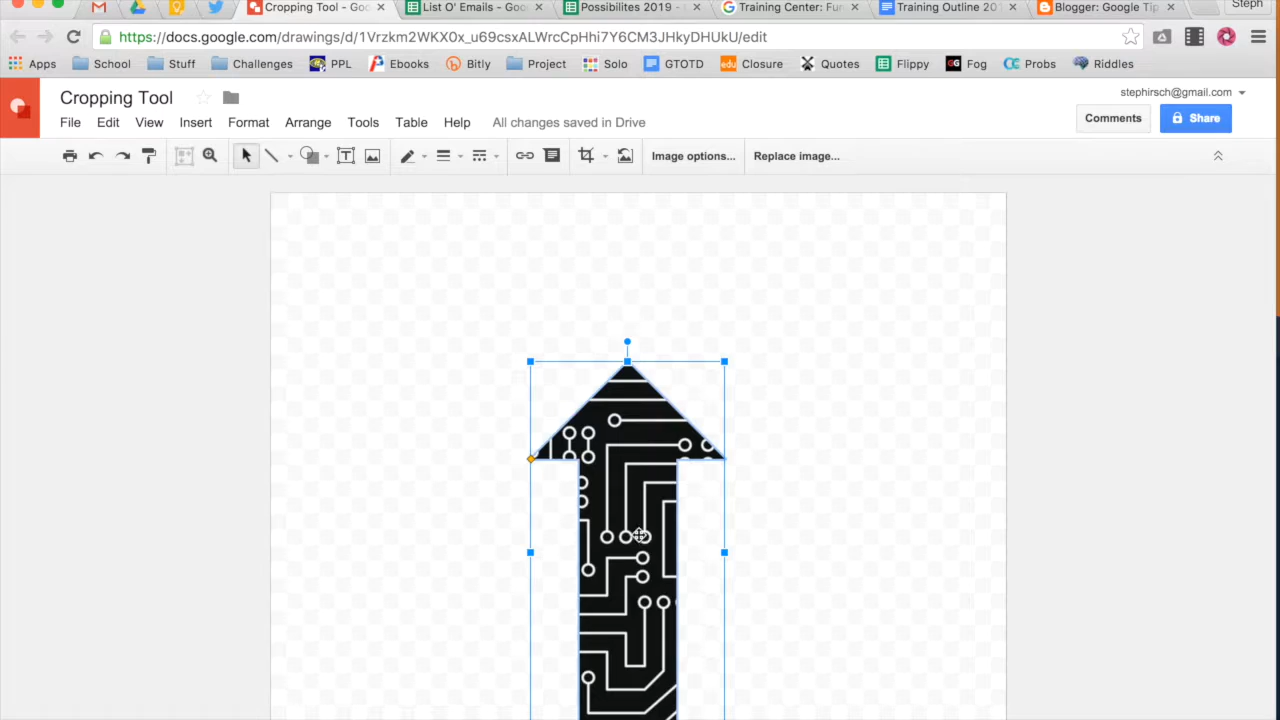 Cropping Tool - Goo
List O' Emails - Goog
Possibilites 2019 -
Training Center: Fun
Training Outline 201
Blogger: Google Tip
Steph
https://docs.google.com/drawings/d/1Vrzkm2WKX0x_u69csxALWrcCpHhi7Y6CM3JHkyDHUkU/edit
Apps School Stuff Challenges PPL Ebooks Bitly Project Solo GTOTD Closure Quotes Flippy Fog Probs Riddles
Cropping Tool
stephirsch@gmail.com
File Edit View Insert Format Arrange Tools Table Help All changes saved in Drive
Comments
Share
Image options... Replace image...